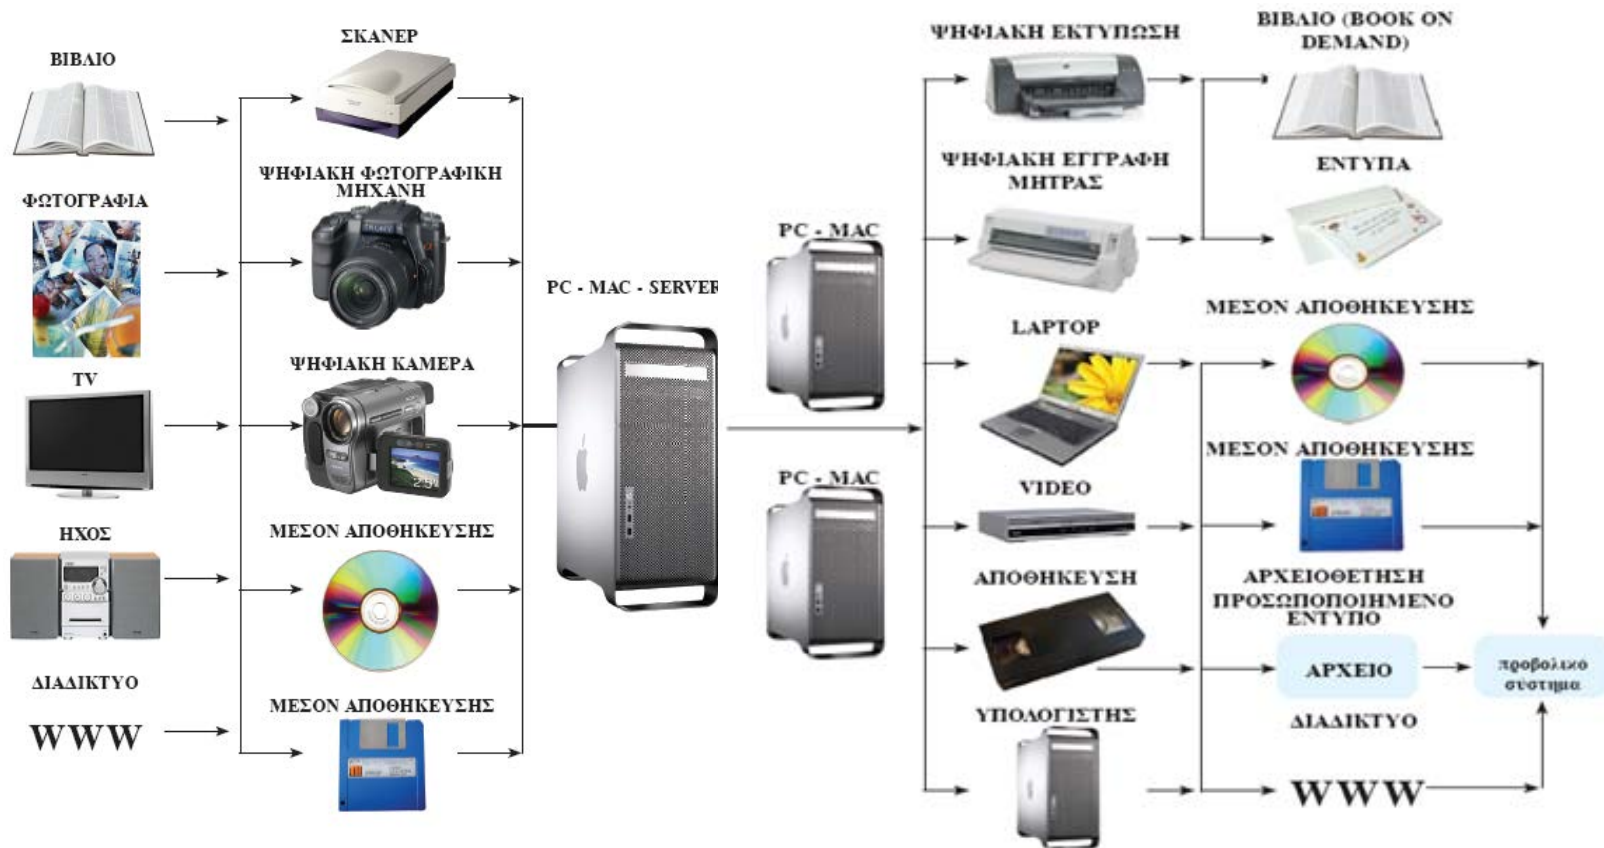 ΒΙΒΛΙΟ
ΦΩΤΟΓΡΑΦΙΑ
TV
ΗΧΟΣ
ΔΙΑΔΙΚΤΥΟ
WWW
ΣΚΑΝΕΡ
ΨΗΦΙΑΚΗ ΦΩΤΟΓΡΑΦΙΚΗ
ΜΗΧΑΝΗ
ΨΗΦΙΑΚΗ ΚΑΜΕΡΑ
ΜΕΣΟΝ ΑΠΟΘΗΚΕΥΣΗΣ
ΜΕΣΟΝ ΑΠΟΘΗΚΕΥΣΗΣ
PC - MAC - SERVER
PC - MAC
PC - MAC
ΨΗΦΙΑΚΗ ΕΚΤΥΠΩΣΗ
ΨΗΦΙΑΚΗ ΕΓΓΡΑΦΗ
ΜΗΤΡΑΣ
LAPTOP
VIDEO
ΑΠΟΘΗΚΕΥΣΗ
ΥΠΟΛΟΓΙΣΤΗΣ
ΒΙΒΛΙΟ (BOOK ON
DEMAND)
ΕΝΤΥΠΑ
ΜΕΣΟΝ ΑΠΟΘΗΚΕΥΣΗΣ
ΜΕΣΟΝ ΑΠΟΘΗΚΕΥΣΗΣ
ΑΡΧΕΙΟΘΕΤΗΣΗ
ΠΡΟΣΩΠΟΠΟΙΗΜΕΝΟ
ΕΝΤΥΠΟ
ΑΡΧΕΙΟ
ΔΙΑΔΙΚΤΥΟ
WWW
προβολικό
σύστημα